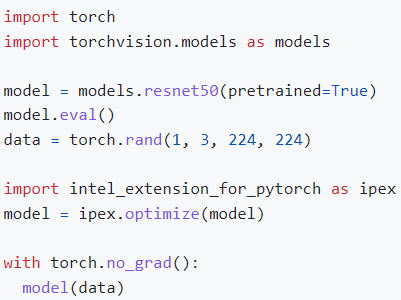 import torch
import torchvision.models as models
model = models.resnet50(pretrained=True)
model.eval()
data = torch.rand(1, 3, 224, 224)
import intel_extension_for_pytorch as ipex
model = ipex.optimize(model)
with torch.no_grad():
  model(data)